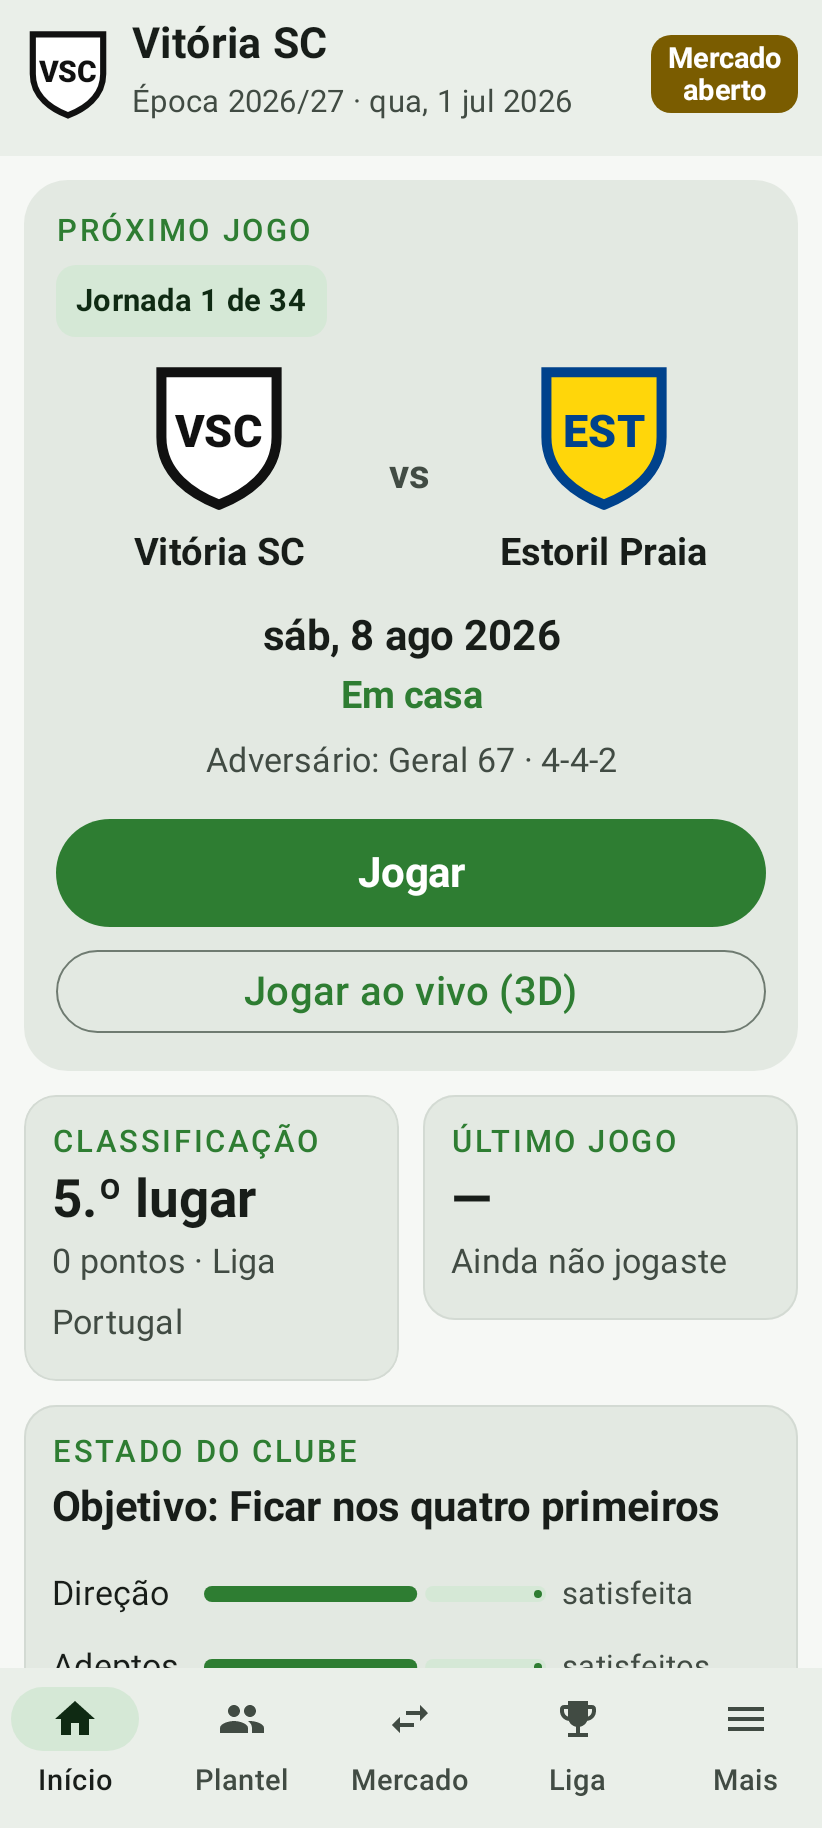 VSC
Vitória SC
Época 2026/27 · qua, 1 jul 2026
Mercado
aberto
PRÓXIMO JOGO
Jornada 1 de 34
VSC
vs
EST
Vitória SC
Estoril Praia
sáb, 8 ago 2026
Em casa
Adversário: Geral 67 · 4-4-2
Jogar
Jogar ao vivo (3D)
CLASSIFICAÇÃO
5.º lugar
0 pontos · Liga
Portugal
ÚLTIMO JOGO
—
Ainda não jogaste
ESTADO DO CLUBE
Objetivo: Ficar nos quatro primeiros
Direção
satisfeita
Adeptos
satisfeitos
Início
Plantel
Mercado
Liga
Mais